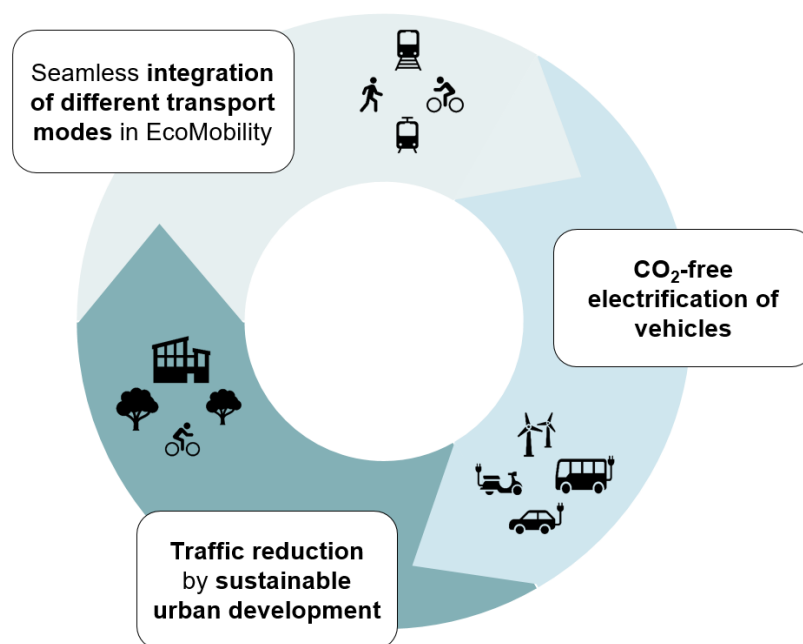 Seamless integration
of different transport
modes in EcoMobility
CO₂-free
electrification of
vehicles
Traffic reduction
by sustainable
urban development